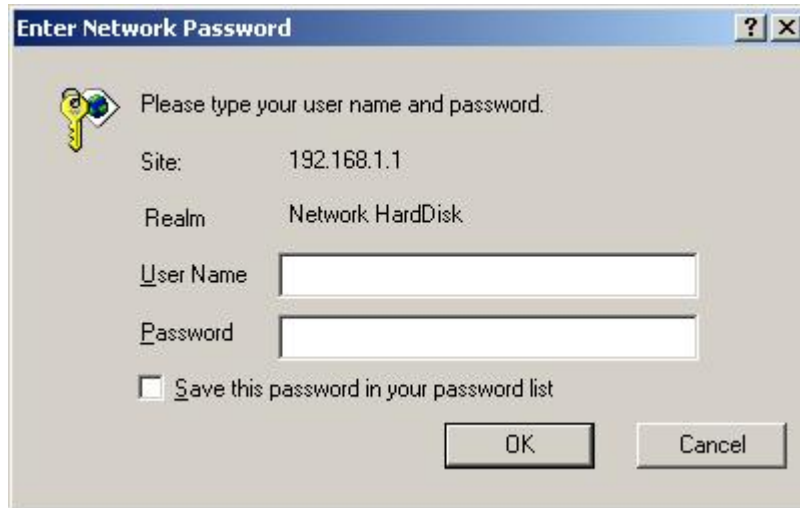 Enter Network Password
Please type your user name and password.
Site: 192.168.1.1
Realm Network HardDisk
User Name
Password
Save this password in your password list
OK Cancel